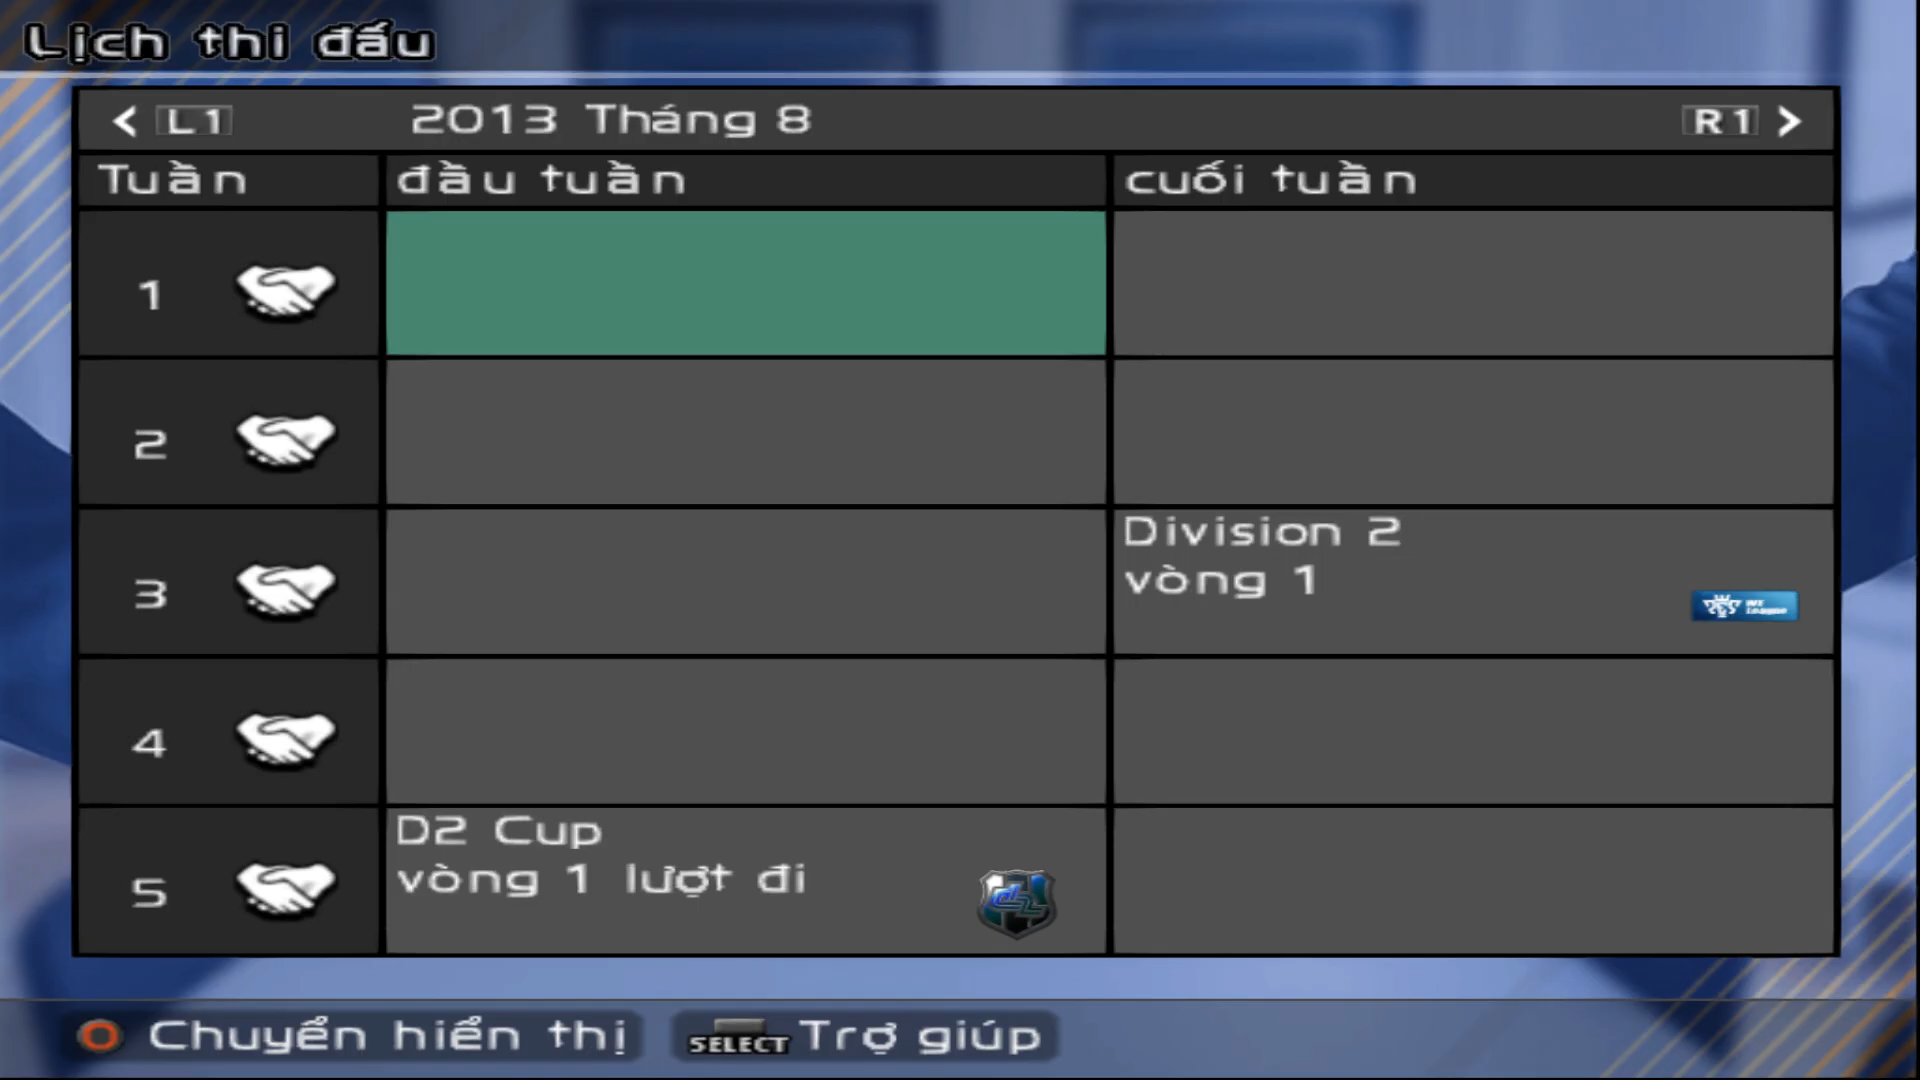 Lịch thi đấu
L1
2013 Tháng 8
R1
Tuần
đầu tuần
cuối tuần
1
2
3
Division 2
vòng 1
4
5
D2 Cup
vòng 1 lượt đi
Chuyển hiển thị
SELECT Trợ giúp